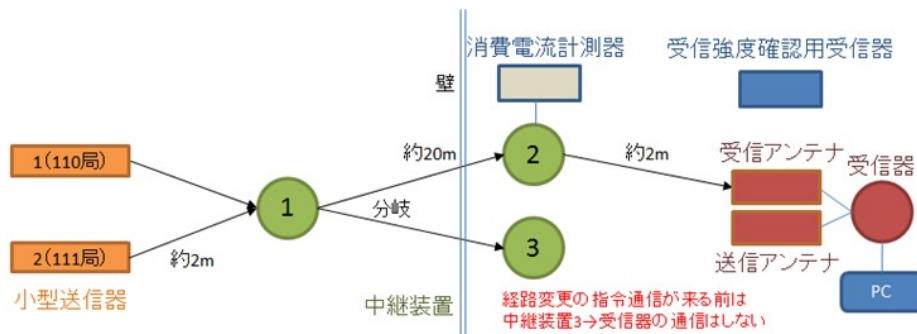 消費電流計測器
受信強度確認用受信器
壁
1(110局)
約20m
2
約2m
受信アンテナ
受信器
1
分岐
2(111局)
約2m
3
送信アンテナ
小型送信器
中継装置
経路変更の指令通信が来る前は
中継装置3→受信器の通信はしない
PC